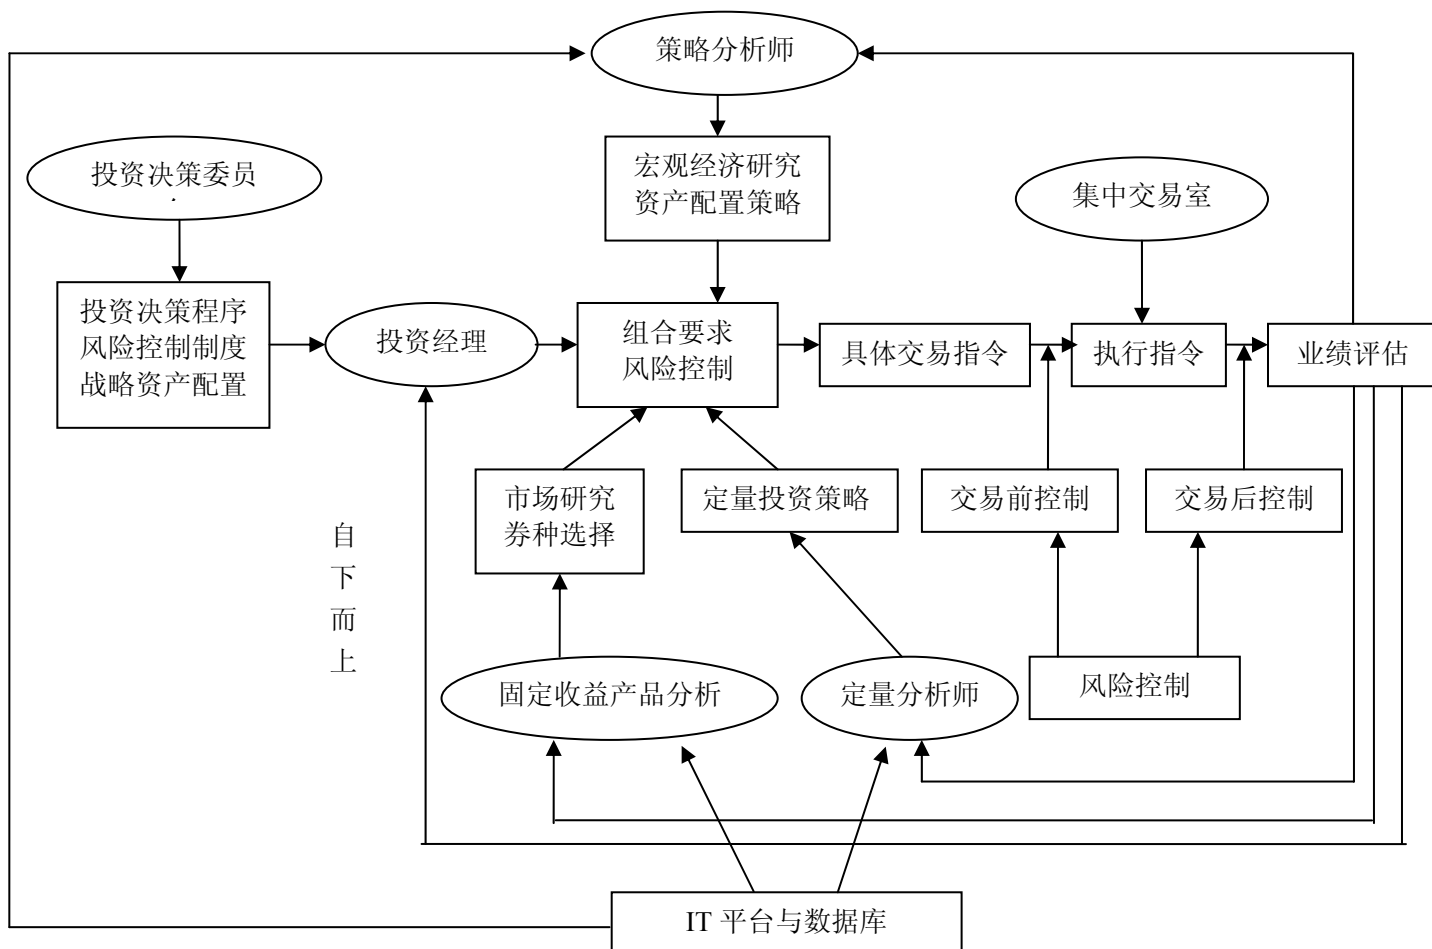 策略分析师
投资决策委员
宏观经济研究
资产配置策略
集中交易室
投资决策程序
风险控制制度
战略资产配置
投资经理
组合要求
风险控制
具体交易指令
执行指令
业绩评估
市场研究
券种选择
定量投资策略
交易前控制
交易后控制
自
下
而
上
固定收益产品分析
定量分析师
风险控制
IT 平台与数据库